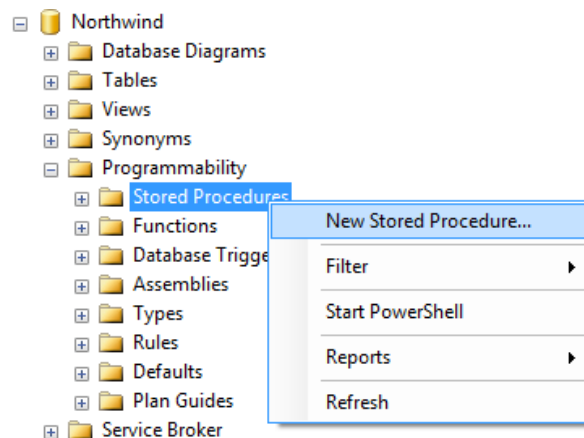 Northwind
Database Diagrams
Tables
Views
Synonyms
Programmability
Stored Procedures
New Stored Procedure...
Functions
Database Trigge
Filter
Assemblies
Start PowerShell
Types
Rules
Reports
Defaults
Plan Guides
Refresh
Service Broker